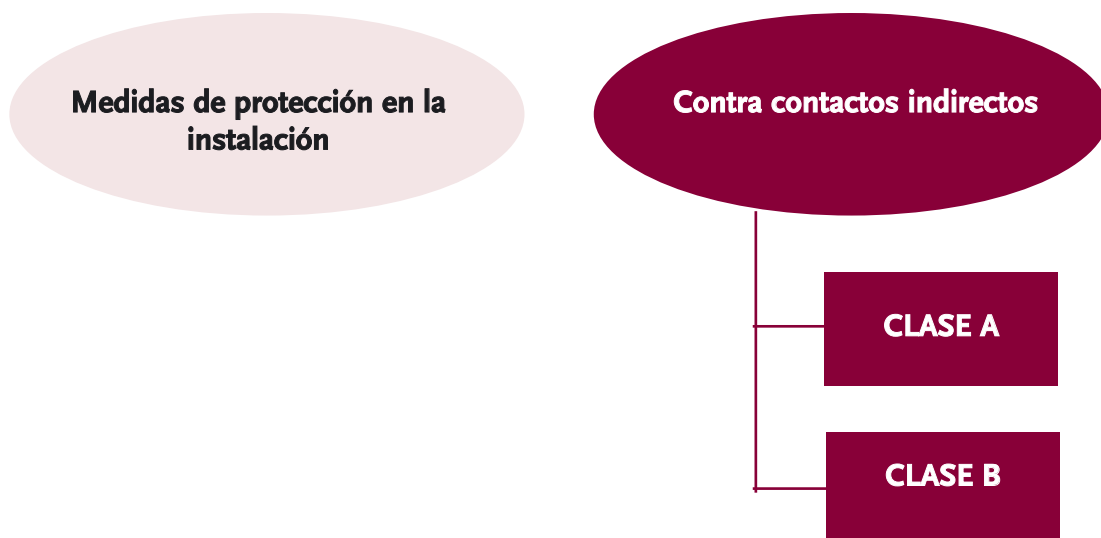 Medidas de protección en la
instalación
Contra contactos indirectos
CLASE A
CLASE B